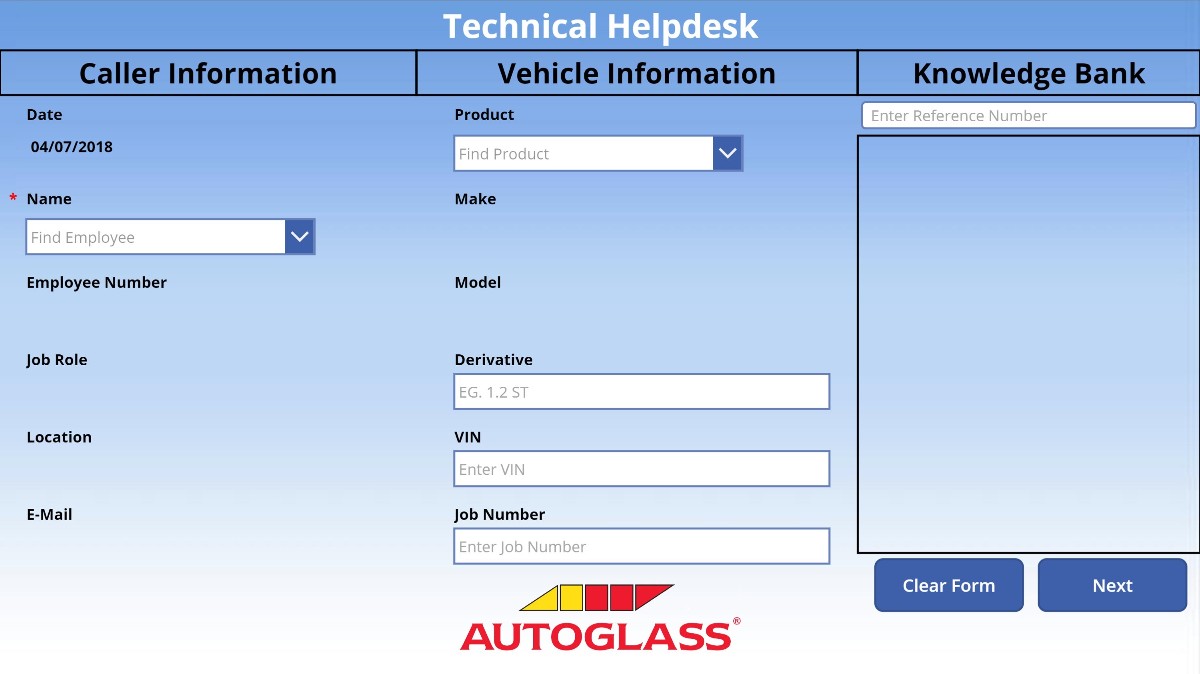 Technical Helpdesk
Caller Information
Vehicle Information
Knowledge Bank
Date
04/07/2018
* Name
Find Employee
Employee Number
Job Role
Location
E-Mail
Product
Find Product
Make
Model
Derivative
EG. 1.2 ST
VIN
Enter VIN
Job Number
Enter Job Number
Enter Reference Number
Clear Form
Next
AUTOGLASS®